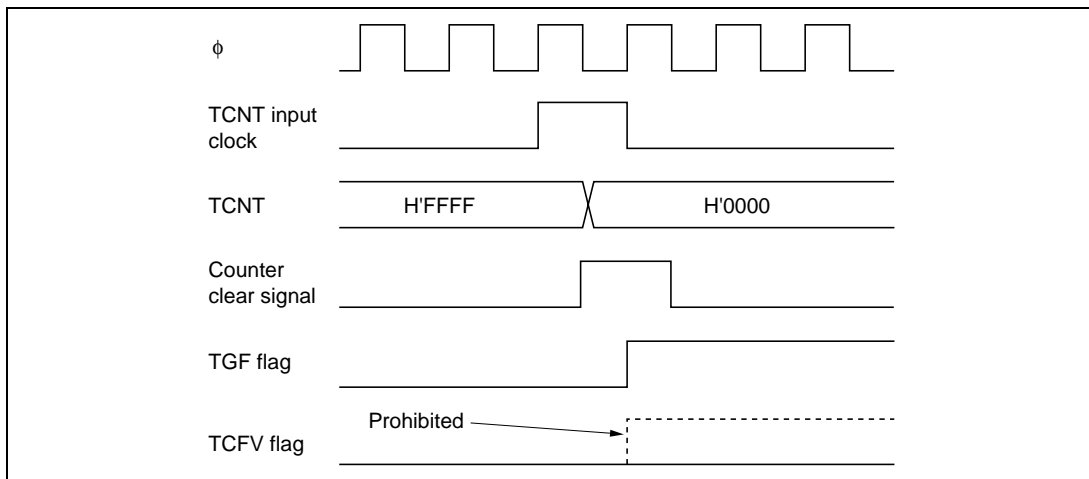 ϕ
TCNT input
clock
TCNT
H'FFFF
H'0000
Counter
clear signal
TGF flag
Prohibited
TCFV flag